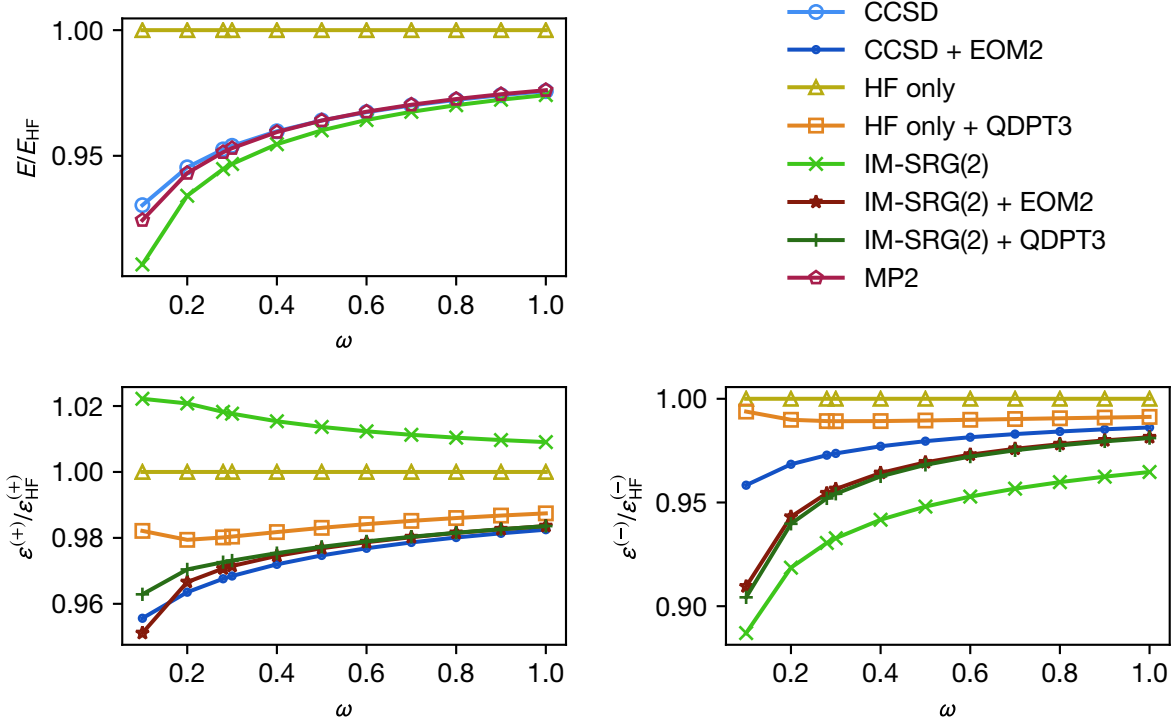 1.00
0.95
E/E_HF
0.2 0.4 0.6 0.8 1.0
ω
CCSD
CCSD + EOM2
HF only
HF only + QDPT3
IM-SRG(2)
IM-SRG(2) + EOM2
IM-SRG(2) + QDPT3
MP2
1.02
1.00
0.98
0.96
ε^(+)/ε_HF^(+)
0.2 0.4 0.6 0.8 1.0
ω
1.00
0.95
0.90
ε^(−)/ε_HF^(−)
0.2 0.4 0.6 0.8 1.0
ω